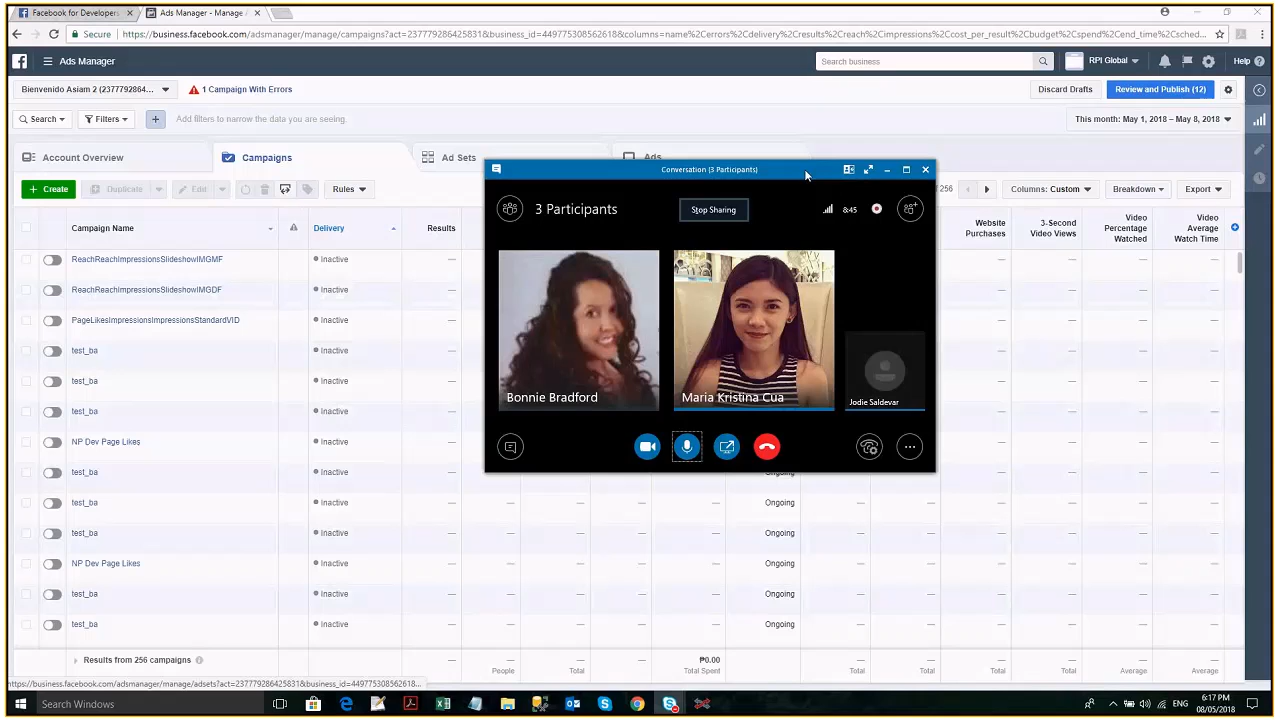 Facebook for Developers
Ads Manager - Manage A
Secure
https://business.facebook.com/adsmanager/manage/campaigns?act=237779286425831&business_id=449775308562618&columns=name%2Cerrors%2Cdelivery%2Cresults%2Creach%2Cimpressions%2Ccost_per_result%2Cbudget%2Cspend%2Cend_time%2Csched...
Ads Manager
Search business
RPI Global
Help
Bienvenido Asiam 2 (2377792864...
1 Campaign With Errors
Discard Drafts
Review and Publish (12)
Search
Filters
Add filters to narrow the data you are seeing.
This month: May 1, 2018 – May 8, 2018
Account Overview
Campaigns
Ad Sets
Ads
+ Create
Duplicate
Edit
Rules
of 256
Columns: Custom
Breakdown
Export
Campaign Name
Delivery
Results
Website Purchases
3-Second Video Views
Video Percentage Watched
Video Average Watch Time
ReachReachImpressionsSlideshowIMGMF
Inactive
—
ReachReachImpressionsSlideshowIMGDF
Inactive
—
PageLikesImpressionsImpressionsStandardVID
Inactive
—
test_ba
Inactive
—
test_ba
Inactive
—
test_ba
Inactive
—
NP Dev Page Likes
Inactive
—
test_ba
Inactive
—
Ongoing
test_ba
Inactive
—
Ongoing
test_ba
Inactive
—
Ongoing
NP Dev Page Likes
Inactive
—
Ongoing
test_ba
Inactive
—
Ongoing
test_ba
Inactive
—
Ongoing
Results from 256 campaigns
—
People
Total
₱0.00
Total Spent
Total
Total
Total
Total
Average
Average
Conversation (3 Participants)
3 Participants
Stop Sharing
8:45
Bonnie Bradford
Maria Kristina Cua
Jodie Saldevar
https://business.facebook.com/adsmanager/manage/adsets?act=237779286425831&business_id=449775308562618...
Search Windows
ENG
6:17 PM
08/05/2018